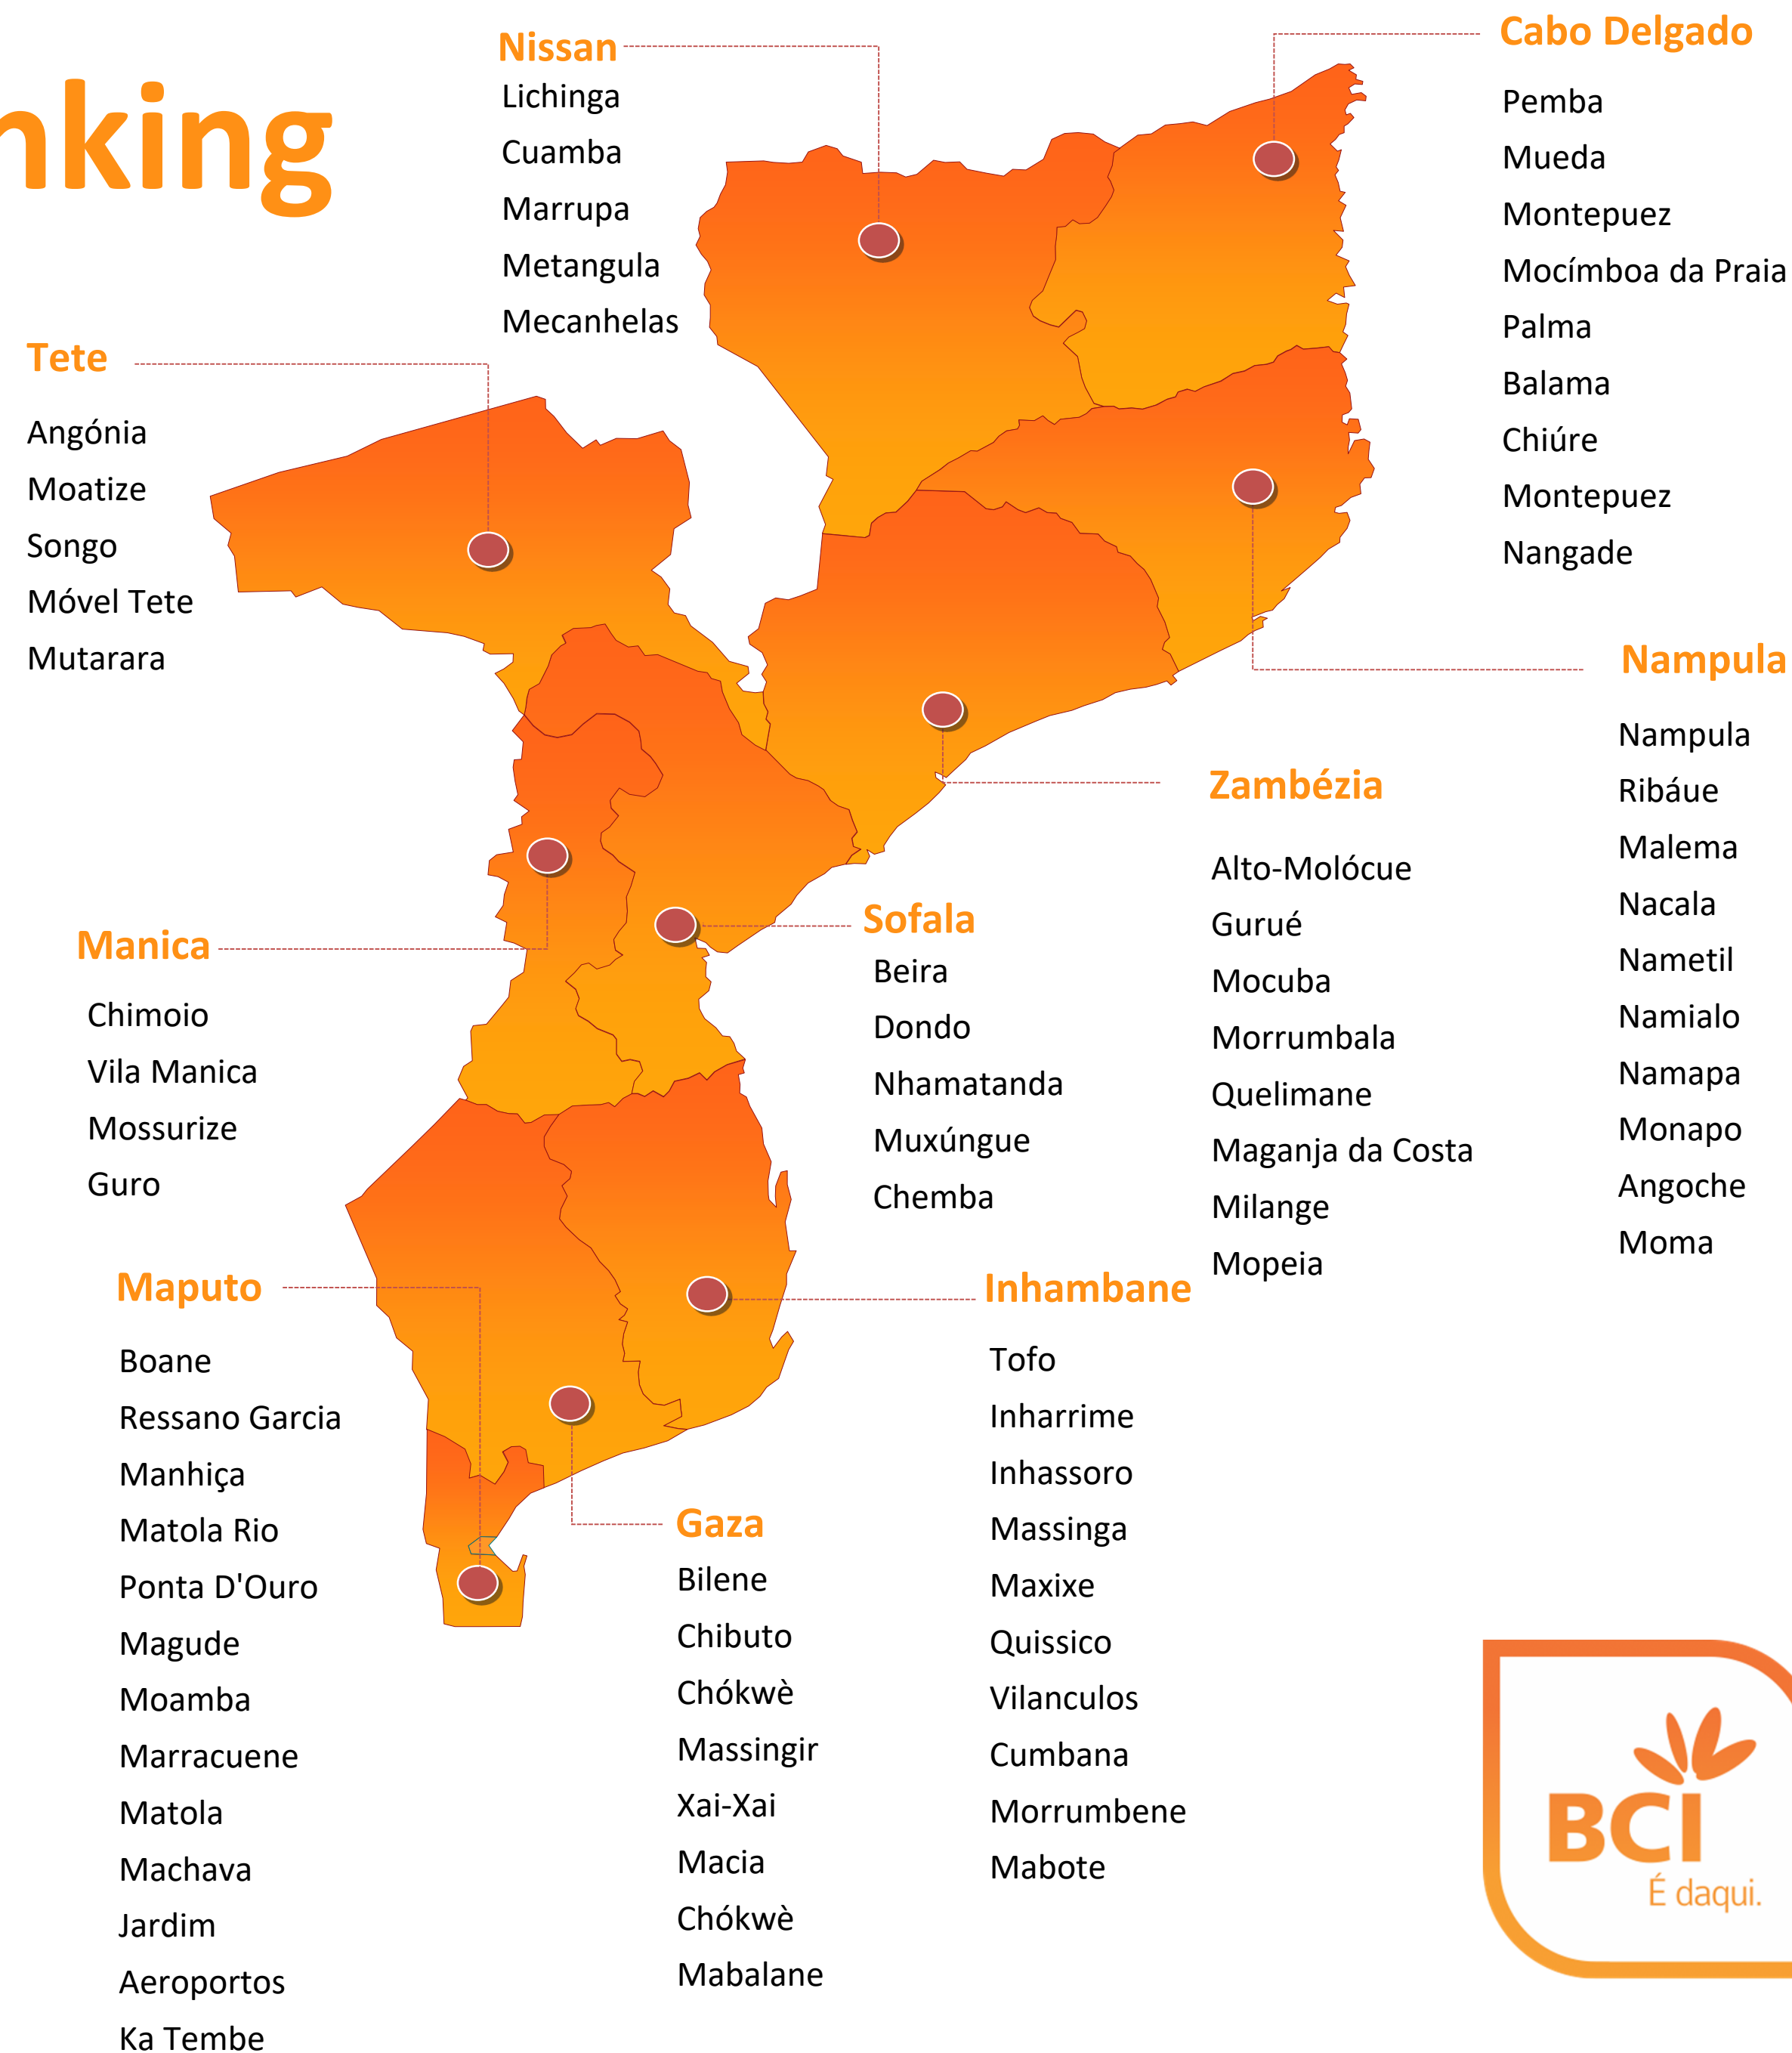 nking
Nissan
Lichinga
Cuamba
Marrupa
Metangula
Mecanhelas
Cabo Delgado
Pemba
Mueda
Montepuez
Mocímboa da Praia
Palma
Balama
Chiúre
Montepuez
Nangade
Tete
Angónia
Moatize
Songo
Móvel Tete
Mutarara
Nampula
Nampula
Ribáue
Malema
Nacala
Nametil
Namialo
Namapa
Monapo
Angoche
Moma
Zambézia
Alto-Molócue
Gurué
Mocuba
Morrumbala
Quelimane
Maganja da Costa
Milange
Mopeia
Sofala
Beira
Dondo
Nhamatanda
Muxúngue
Chemba
Manica
Chimoio
Vila Manica
Mossurize
Guro
Maputo
Boane
Ressano Garcia
Manhiça
Matola Rio
Ponta D'Ouro
Magude
Moamba
Marracuene
Matola
Machava
Jardim
Aeroportos
Ka Tembe
Inhambane
Tofo
Inharrime
Inhassoro
Massinga
Maxixe
Quissico
Vilanculos
Cumbana
Morrumbene
Mabote
Gaza
Bilene
Chibuto
Chókwè
Massingir
Xai-Xai
Macia
Chókwè
Mabalane
BCI
É daqui.